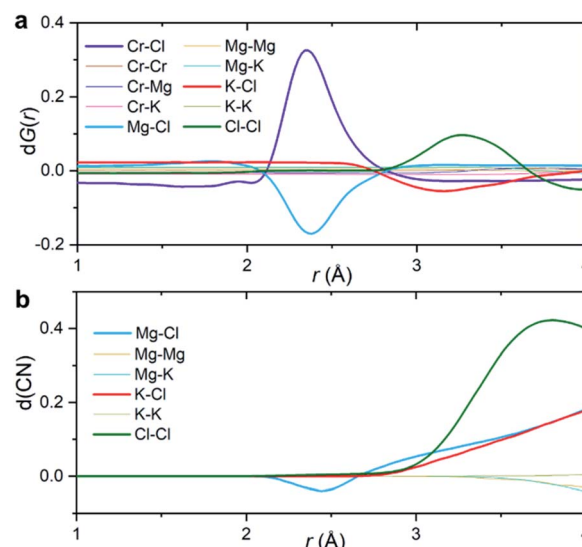 a
0.4
0.2
0.0
-0.2
dG(r)
Cr-Cl
Cr-Cr
Cr-Mg
Cr-K
Mg-Cl
Mg-Mg
Mg-K
K-Cl
K-K
Cl-Cl
1
2
3
r (Å)
b
0.4
0.2
0.0
d(CN)
Mg-Cl
Mg-Mg
Mg-K
K-Cl
K-K
Cl-Cl
1
2
3
r (Å)